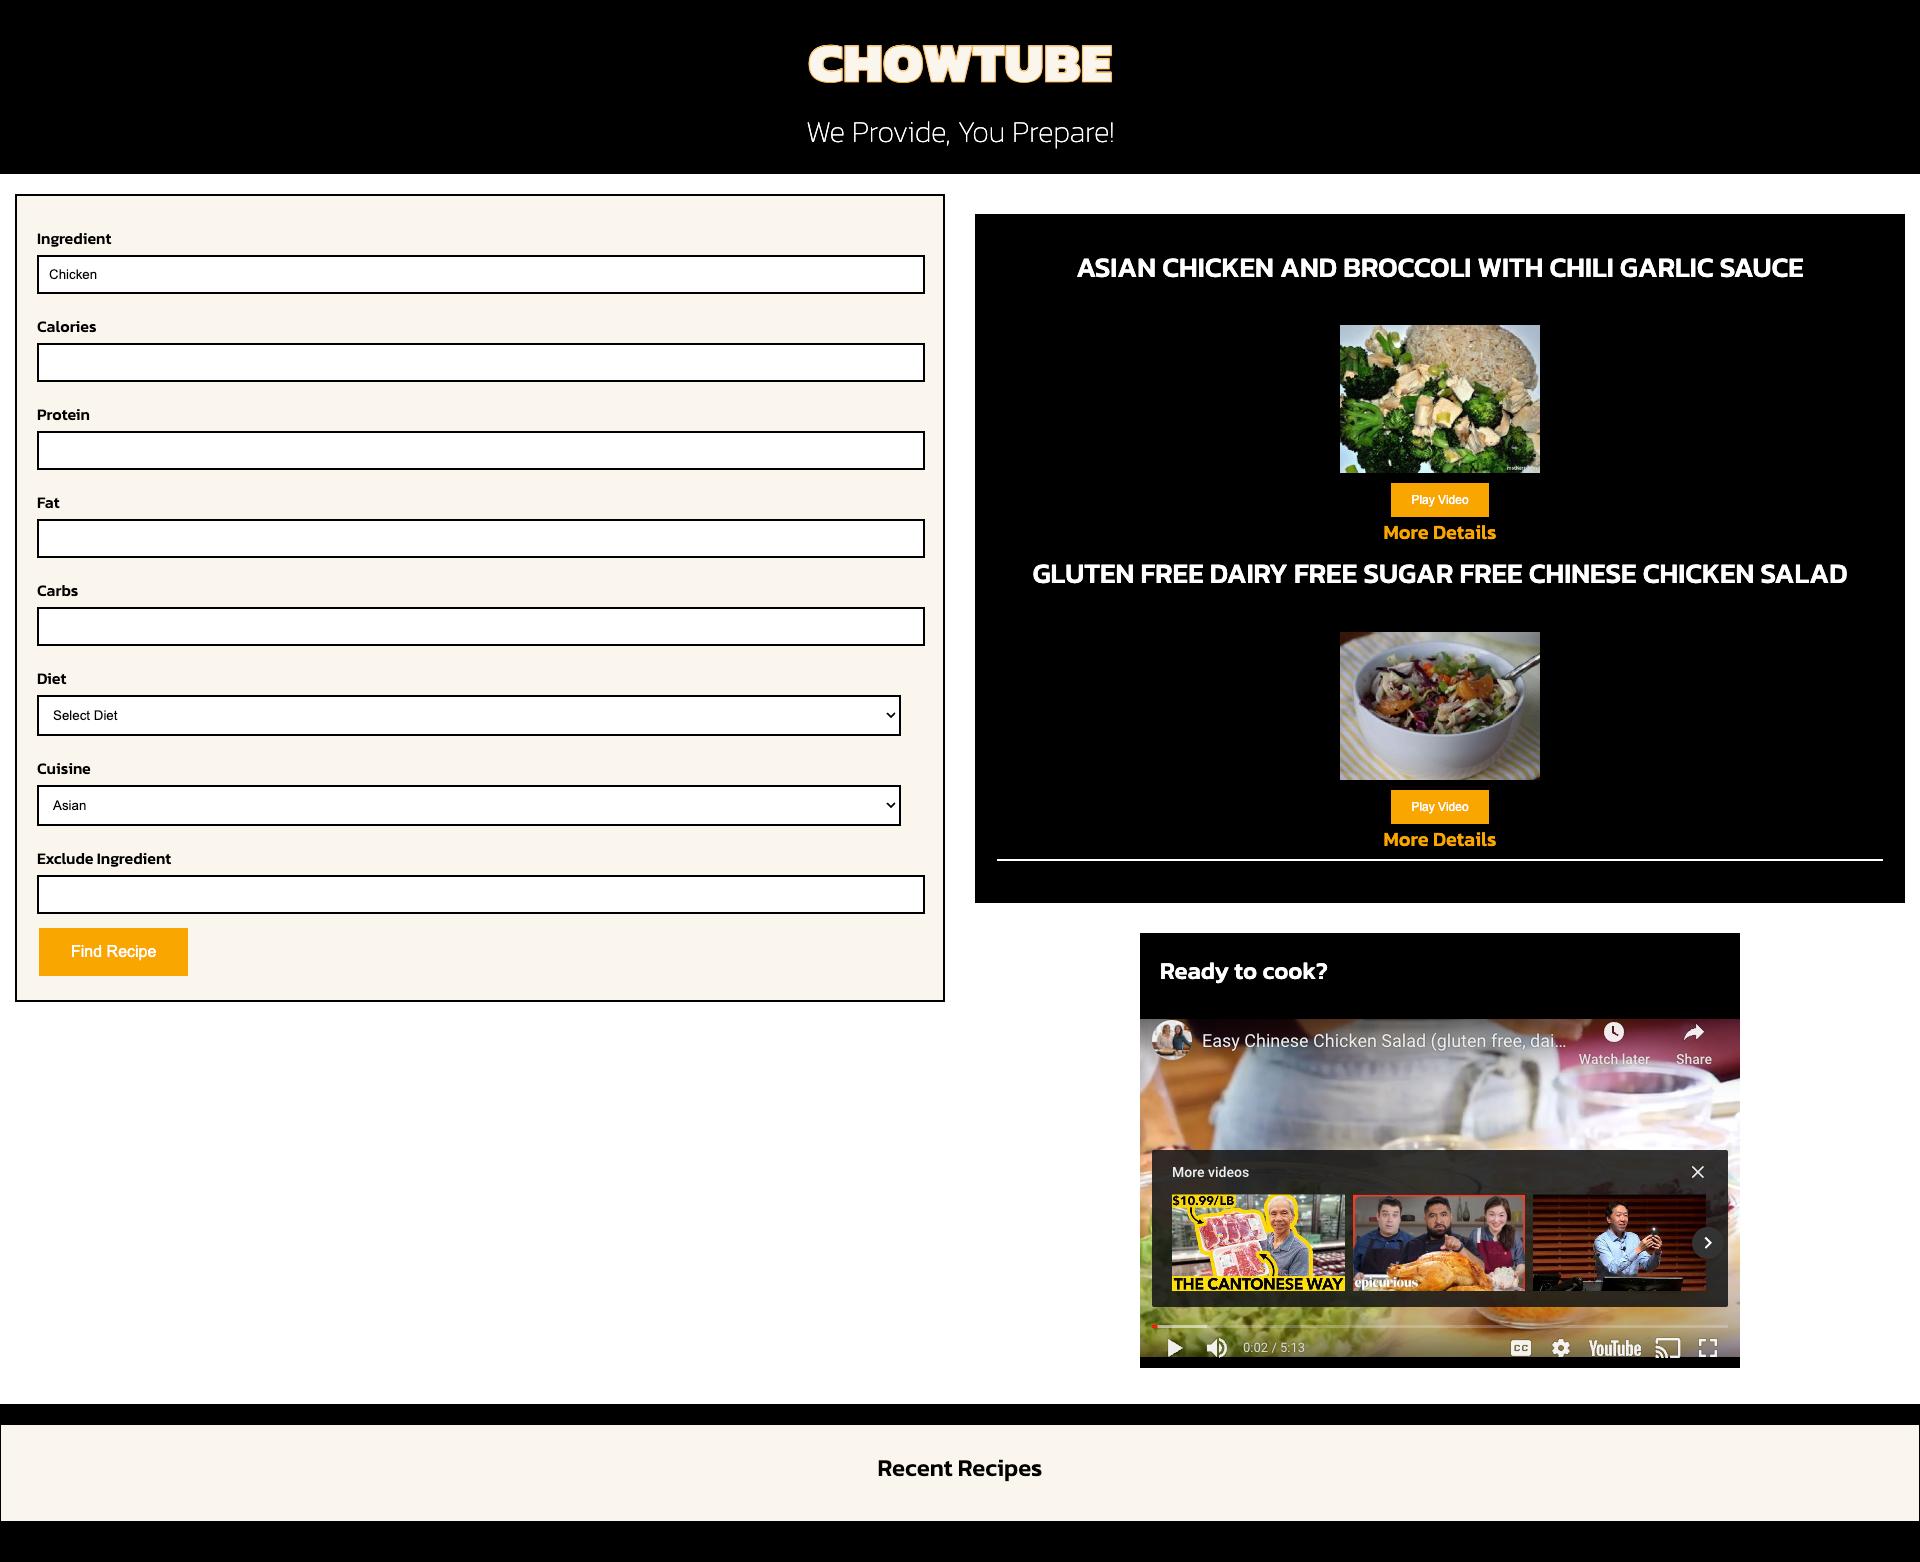 CHOWTUBE
We Provide, You Prepare!
Ingredient
Chicken
Calories
Protein
Fat
Carbs
Diet
Select Diet
Cuisine
Asian
Exclude Ingredient
Find Recipe
ASIAN CHICKEN AND BROCCOLI WITH CHILI GARLIC SAUCE
Play Video
More Details
GLUTEN FREE DAIRY FREE SUGAR FREE CHINESE CHICKEN SALAD
Play Video
More Details
Ready to cook?
Easy Chinese Chicken Salad (gluten free, dai...
Watch later
Share
More videos
$10.99/LB
THE CANTONESE WAY
epicurious
0:02 / 5:13
CC
YouTube
Recent Recipes